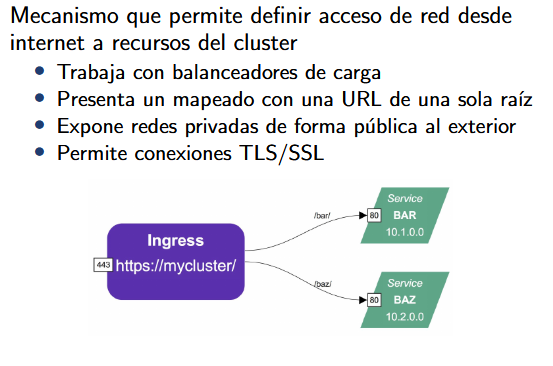 Mecanismo que permite definir acceso de red desde
internet a recursos del cluster
Trabaja con balanceadores de carga
Presenta un mapeado con una URL de una sola raíz
Expone redes privadas de forma pública al exterior
Permite conexiones TLS/SSL
Ingress
443
https://mycluster/
/bar/
80
Service
BAR
10.1.0.0
/baz/
80
Service
BAZ
10.2.0.0